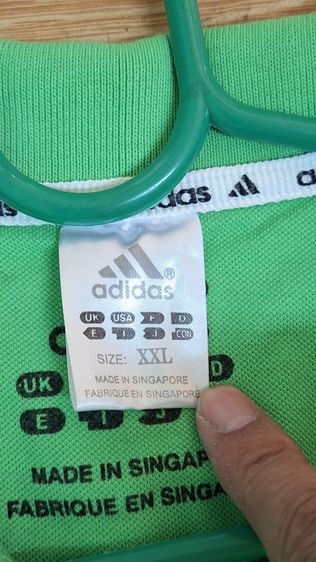 adidas
adidas
UK USA F D
E I J CON
SIZE: XXL
MADE IN SINGAPORE
FABRIQUE EN SINGAPORE
UK
D
E I J
MADE IN SINGAP
FABRIQUE EN SINGA